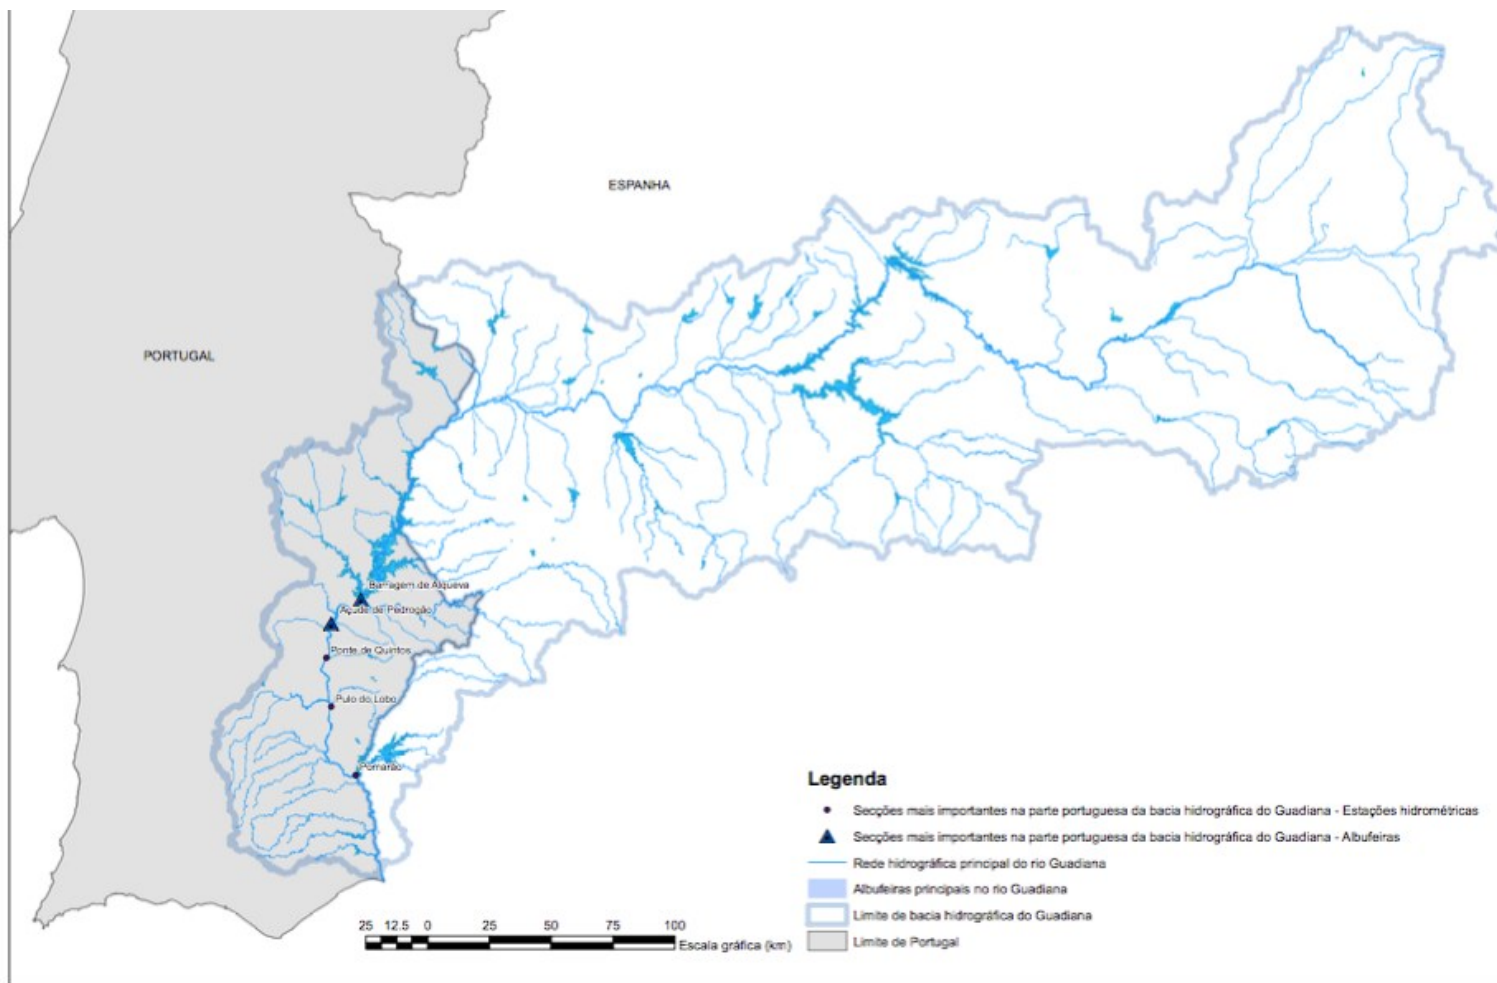 ESPANHA
PORTUGAL
Barragem de Alqueva
Açude de Pedrogão
Ponte de Quintos
Pulo do Lobo
Pomarão
Legenda
Secções mais importantes na parte portuguesa da bacia hidrográfica do Guadiana - Estações hidrométricas
Secções mais importantes na parte portuguesa da bacia hidrográfica do Guadiana - Albufeiras
Rede hidrográfica principal do rio Guadiana
Albufeiras principais no rio Guadiana
Limite de bacia hidrográfica do Guadiana
Limite de Portugal
25 12.5 0 25 50 75 100
Escala gráfica (km)